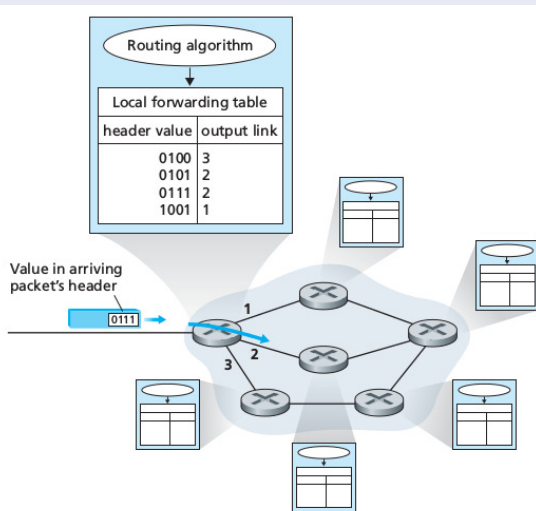 Routing algorithm
Local forwarding table
header value output link
0100 3
0101 2
0111 2
1001 1
Value in arriving
packet's header
0111
1
2
3